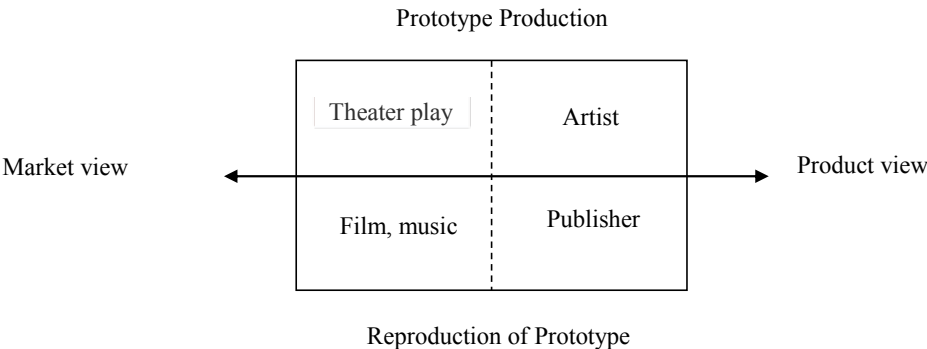 Prototype Production
Theater play
Artist
Market view
Product view
Film, music
Publisher
Reproduction of Prototype